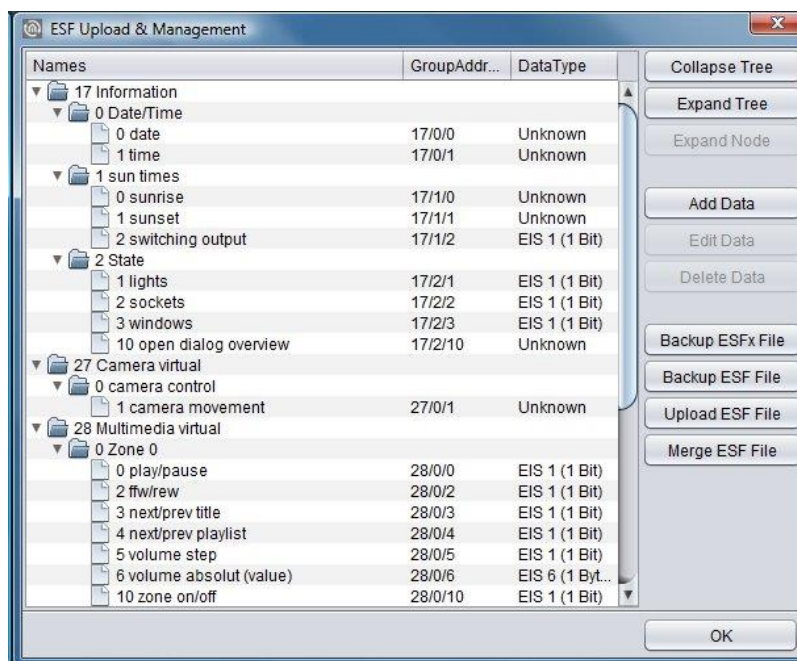 ESF Upload & Management
Names GroupAddr... DataType
17 Information
0 Date/Time
0 date 17/0/0 Unknown
1 time 17/0/1 Unknown
1 sun times
0 sunrise 17/1/0 Unknown
1 sunset 17/1/1 Unknown
2 switching output 17/1/2 EIS 1 (1 Bit)
2 State
1 lights 17/2/1 EIS 1 (1 Bit)
2 sockets 17/2/2 EIS 1 (1 Bit)
3 windows 17/2/3 EIS 1 (1 Bit)
10 open dialog overview 17/2/10 Unknown
27 Camera virtual
0 camera control
1 camera movement 27/0/1 Unknown
28 Multimedia virtual
0 Zone 0
0 play/pause 28/0/0 EIS 1 (1 Bit)
2 ffw/rew 28/0/2 EIS 1 (1 Bit)
3 next/prev title 28/0/3 EIS 1 (1 Bit)
4 next/prev playlist 28/0/4 EIS 1 (1 Bit)
5 volume step 28/0/5 EIS 1 (1 Bit)
6 volume absolut (value) 28/0/6 EIS 6 (1 Byt...
10 zone on/off 28/0/10 EIS 1 (1 Bit)
Collapse Tree
Expand Tree
Expand Node
Add Data
Edit Data
Delete Data
Backup ESFx File
Backup ESF File
Upload ESF File
Merge ESF File
OK